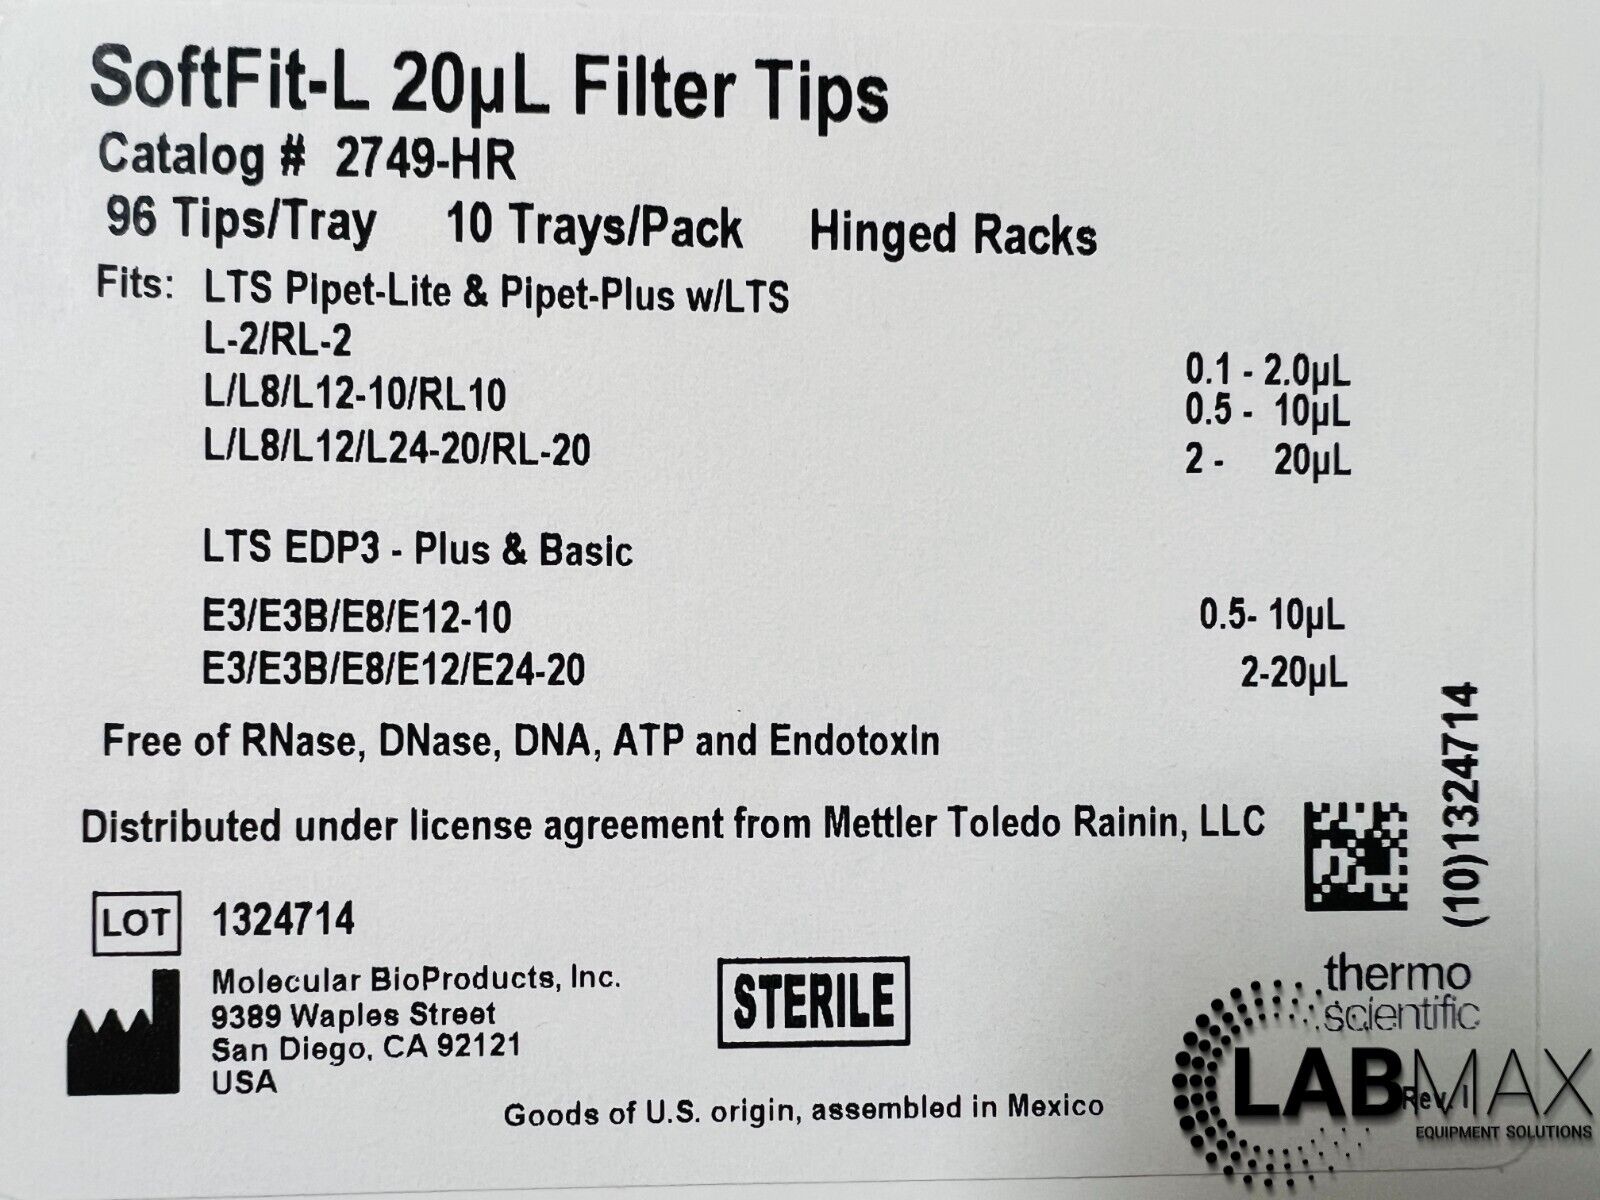 SoftFit-L 20µL Filter Tips
Catalog # 2749-HR
96 Tips/Tray 10 Trays/Pack Hinged Racks
Fits: LTS Pipet-Lite & Pipet-Plus w/LTS
L-2/RL-2 0.1 - 2.0µL
L/L8/L12-10/RL10 0.5 - 10µL
L/L8/L12/L24-20/RL-20 2 - 20µL
LTS EDP3 - Plus & Basic
E3/E3B/E8/E12-10 0.5- 10µL
E3/E3B/E8/E12/E24-20 2-20µL
Free of RNase, DNase, DNA, ATP and Endotoxin
Distributed under license agreement from Mettler Toledo Rainin, LLC
(10)1324714
LOT 1324714
Molecular BioProducts, Inc.
9389 Waples Street
San Diego, CA 92121
USA
STERILE
Goods of U.S. origin, assembled in Mexico
thermo
scientific
Rev. I
LABMAX
EQUIPMENT SOLUTIONS